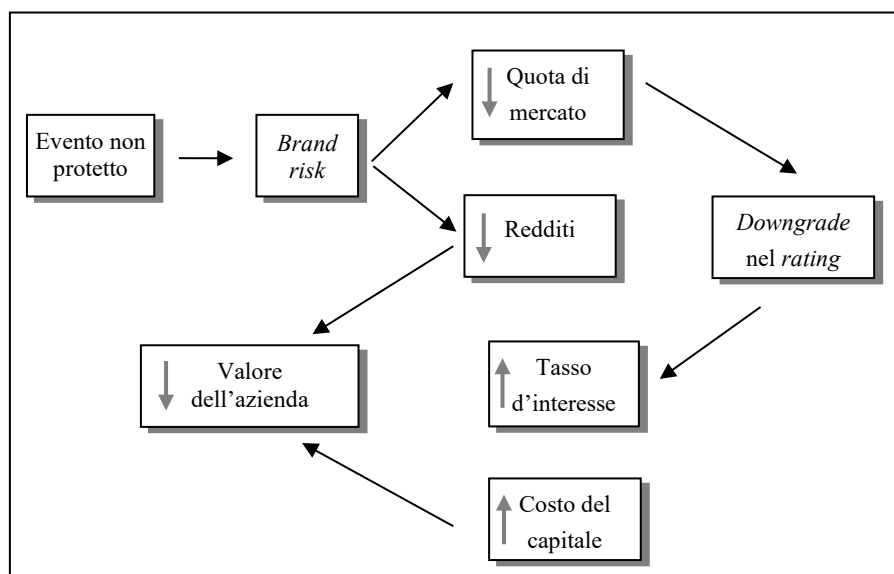 Quota di
mercato
Evento non
protetto
Brand
risk
Redditi
Downgrade
nel rating
Valore
dell’azienda
Tasso
d’interesse
Costo del
capitale